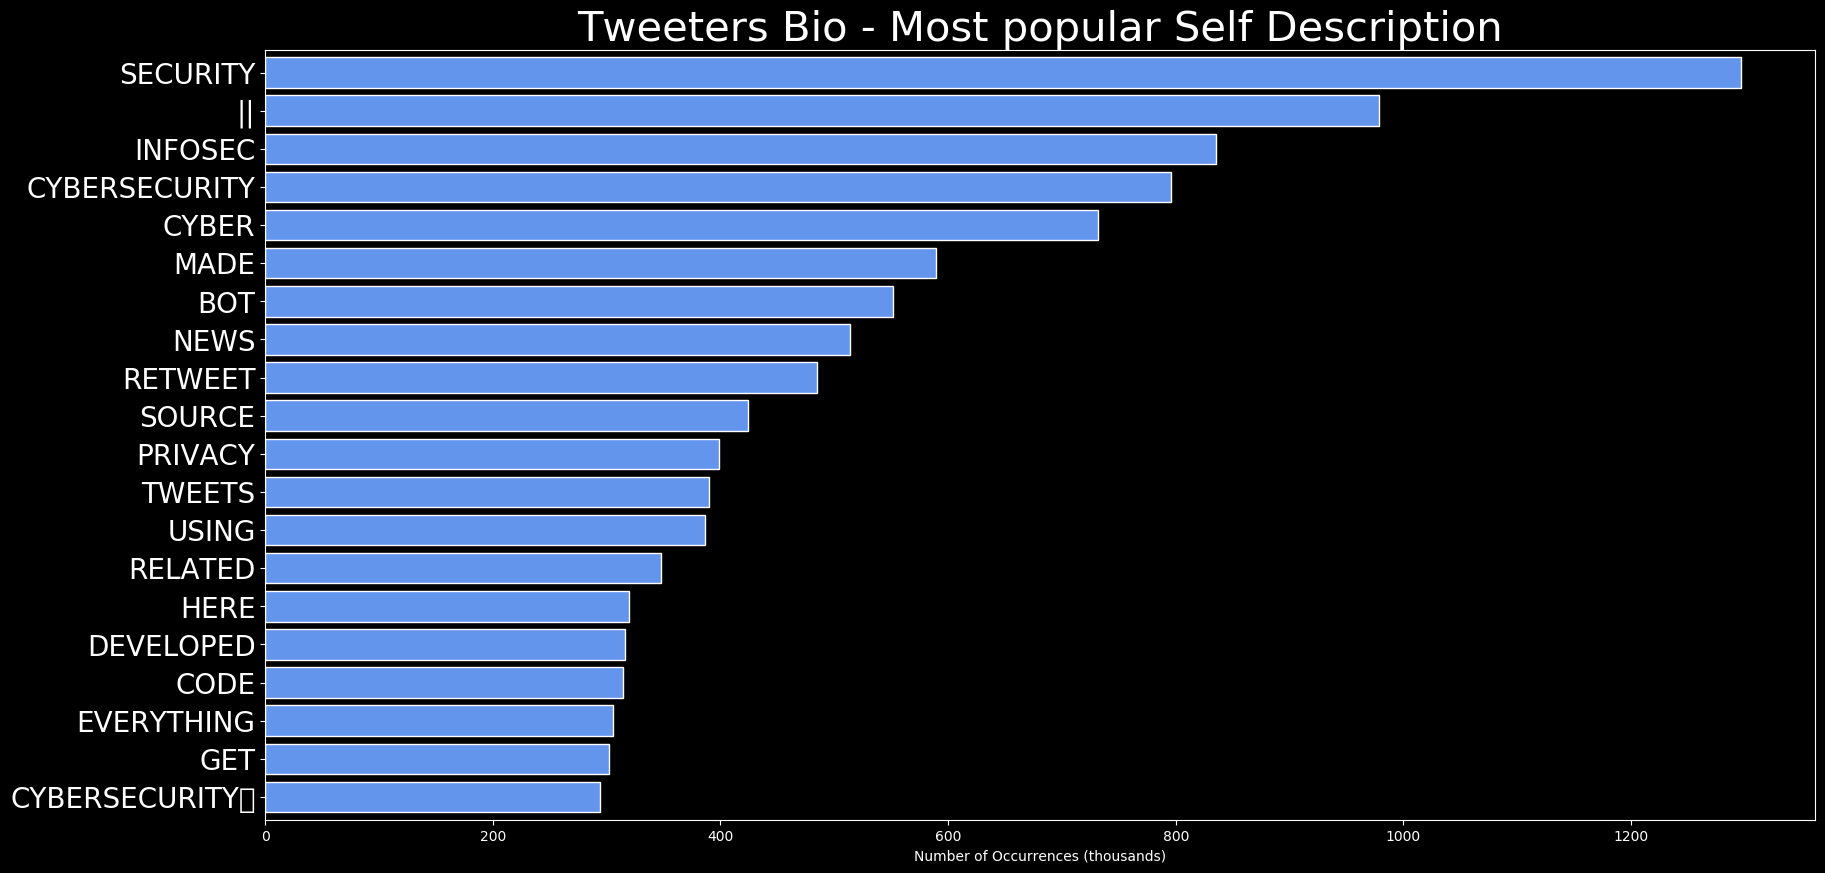 Tweeters Bio - Most popular Self Description
SECURITY
||
INFOSEC
CYBERSECURITY
CYBER
MADE
BOT
NEWS
RETWEET
SOURCE
PRIVACY
TWEETS
USING
RELATED
HERE
DEVELOPED
CODE
EVERYTHING
GET
CYBERSECURITY▯
0 200 400 600 800 1000 1200
Number of Occurrences (thousands)